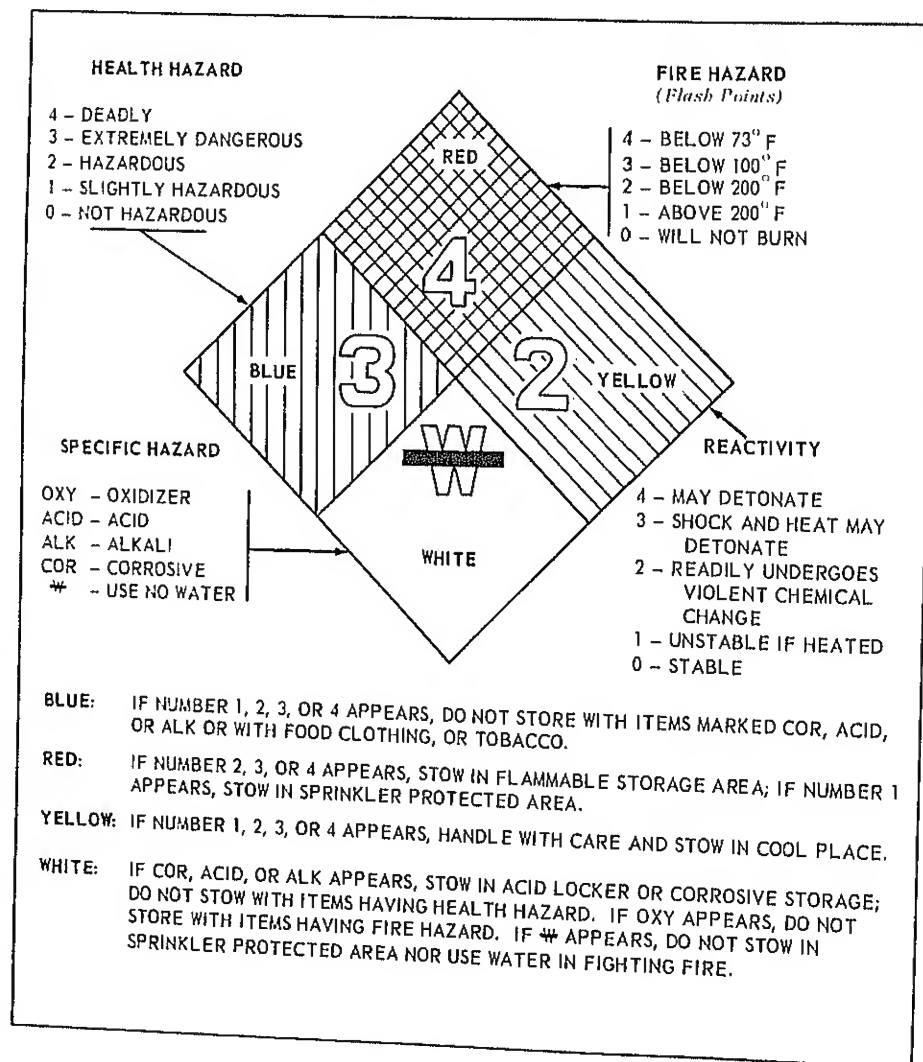 HEALTH HAZARD
4 – DEADLY
3 – EXTREMELY DANGEROUS
2 – HAZARDOUS
1 – SLIGHTLY HAZARDOUS
0 – NOT HAZARDOUS
FIRE HAZARD
(Flash Points)
4 – BELOW 73° F
3 – BELOW 100° F
2 – BELOW 200° F
1 – ABOVE 200° F
0 – WILL NOT BURN
RED
4
BLUE
3
2
YELLOW
W
WHITE
SPECIFIC HAZARD
OXY – OXIDIZER
ACID – ACID
ALK – ALKALI
COR – CORROSIVE
W – USE NO WATER
REACTIVITY
4 – MAY DETONATE
3 – SHOCK AND HEAT MAY
DETONATE
2 – READILY UNDERGOES
VIOLENT CHEMICAL
CHANGE
1 – UNSTABLE IF HEATED
0 – STABLE
BLUE: IF NUMBER 1, 2, 3, OR 4 APPEARS, DO NOT STORE WITH ITEMS MARKED COR, ACID,
OR ALK OR WITH FOOD CLOTHING, OR TOBACCO.
RED: IF NUMBER 2, 3, OR 4 APPEARS, STOW IN FLAMMABLE STORAGE AREA; IF NUMBER 1
APPEARS, STOW IN SPRINKLER PROTECTED AREA.
YELLOW: IF NUMBER 1, 2, 3, OR 4 APPEARS, HANDLE WITH CARE AND STOW IN COOL PLACE.
WHITE: IF COR, ACID, OR ALK APPEARS, STOW IN ACID LOCKER OR CORROSIVE STORAGE;
DO NOT STOW WITH ITEMS HAVING HEALTH HAZARD. IF OXY APPEARS, DO NOT
STORE WITH ITEMS HAVING FIRE HAZARD. IF W APPEARS, DO NOT STOW IN
SPRINKLER PROTECTED AREA NOR USE WATER IN FIGHTING FIRE.